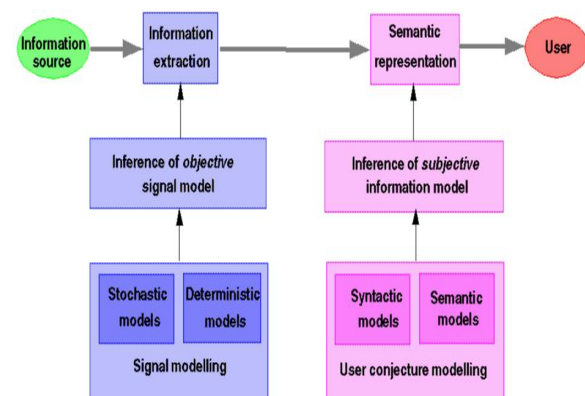 Information
source
Information
extraction
Semantic
representation
User
Inference of objective
signal model
Inference of subjective
information model
Stochastic
models
Deterministic
models
Signal modelling
Syntactic
models
Semantic
models
User conjecture modelling